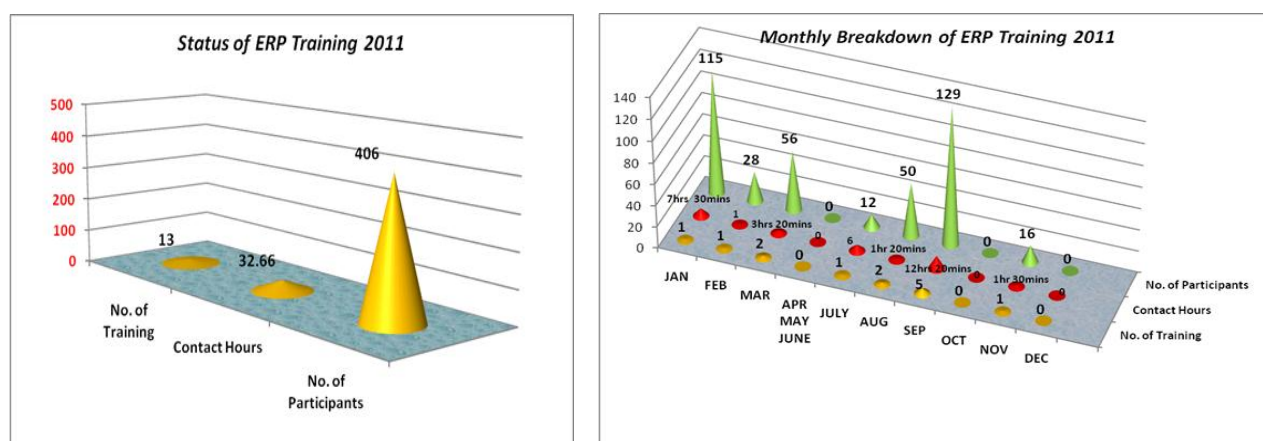 Status of ERP Training 2011
500
400
300
200
100
0
13
32.66
406
No. of
Training
Contact Hours
No. of
Participants
Monthly Breakdown of ERP Training 2011
140
120
100
80
60
40
20
0
115
28
56
0
12
50
129
0
16
0
7hrs 30mins
1
3hrs 20mins
0
6
1hr 20mins
12hrs 20mins
0
1hr 30mins
0
1
1
2
0
1
2
5
0
1
0
JAN
FEB
MAR
APR
MAY
JUNE
JULY
AUG
SEP
OCT
NOV
DEC
No. of Participants
Contact Hours
No. of Training